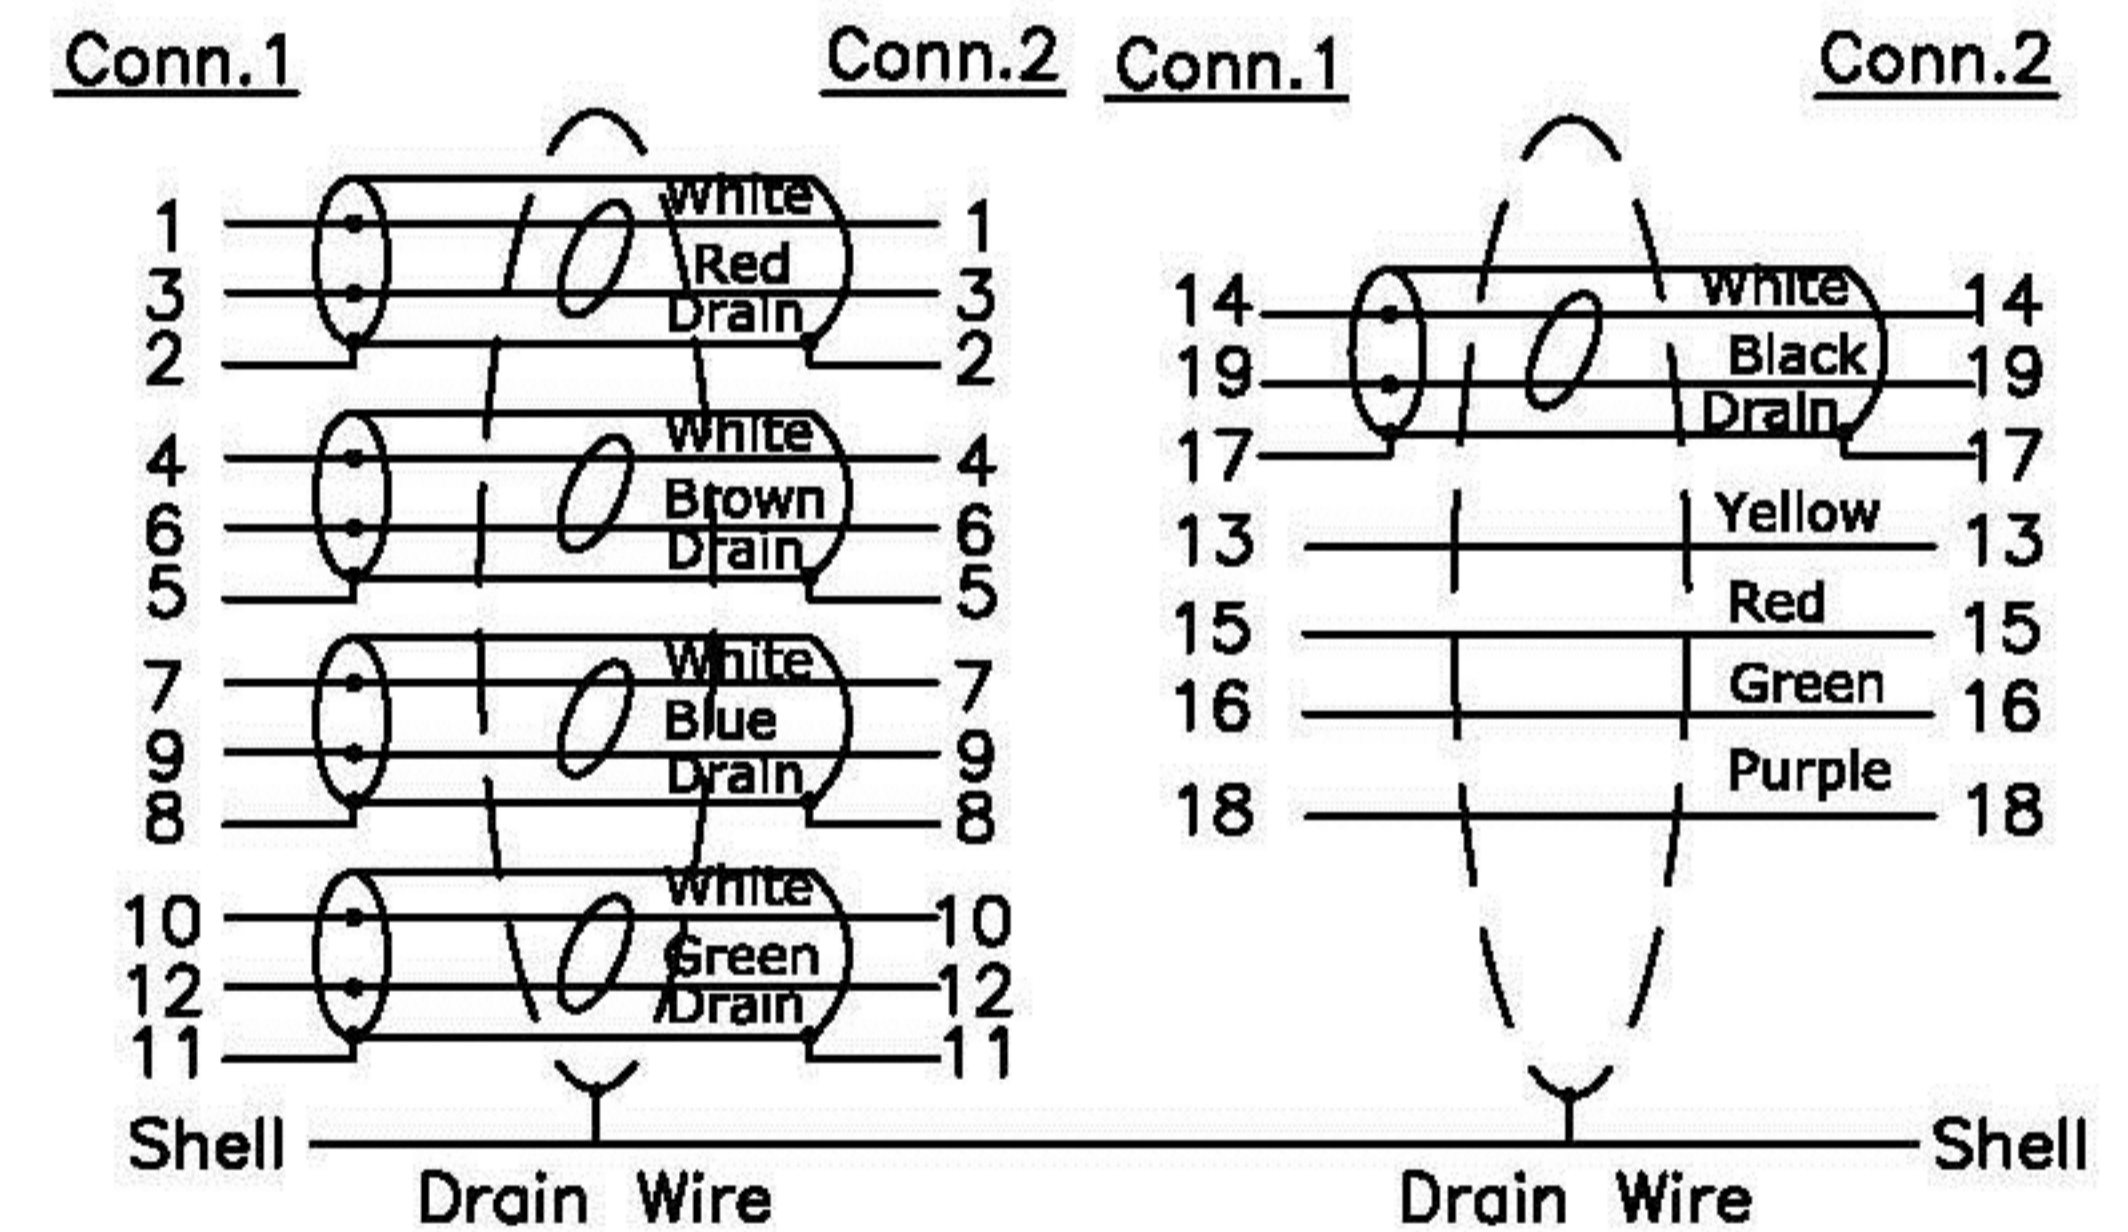 Conn.1 Conn.2
1 White 1
3 Red 3
Drain
2 2
4 White 4
6 Brown 6
Drain
5 5
7 White 7
9 Blue 9
Drain
8 8
10 White 10
12 Green 12
Drain
11 11
Conn.1 Conn.2
14 White 14
19 Black 19
Drain
17 17
13 Yellow 13
15 Red 15
16 Green 16
18 Purple 18
Shell Shell
Drain Wire Drain Wire